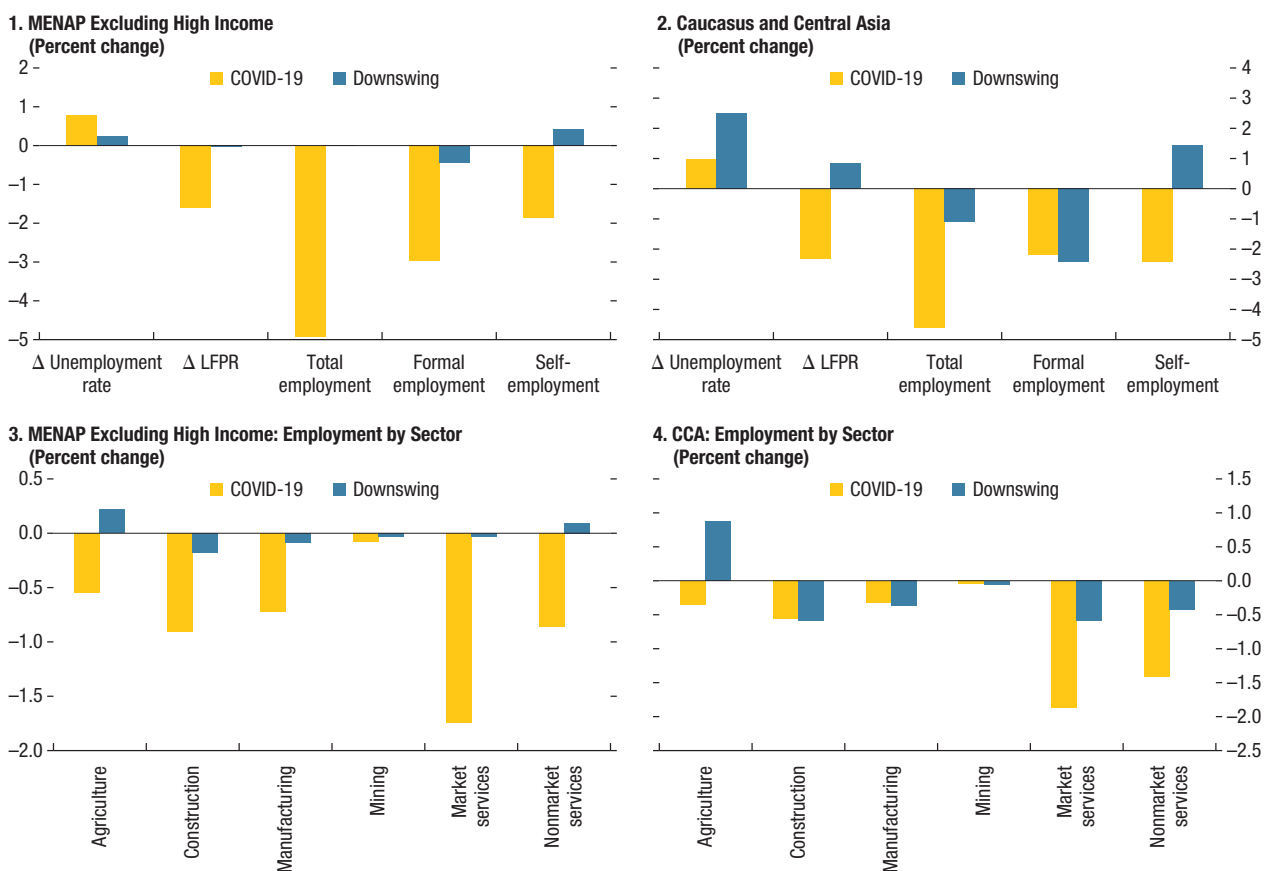 1. MENAP Excluding High Income
(Percent change)
COVID-19 Downswing
2
1
0
–1
–2
–3
–4
–5
Δ Unemployment rate
Δ LFPR
Total employment
Formal employment
Self-employment
2. Caucasus and Central Asia
(Percent change)
COVID-19 Downswing
4
3
2
1
0
–1
–2
–3
–4
–5
Δ Unemployment rate
Δ LFPR
Total employment
Formal employment
Self-employment
3. MENAP Excluding High Income: Employment by Sector
(Percent change)
COVID-19 Downswing
0.5
0.0
–0.5
–1.0
–1.5
–2.0
Agriculture
Construction
Manufacturing
Mining
Market services
Nonmarket services
4. CCA: Employment by Sector
(Percent change)
COVID-19 Downswing
1.5
1.0
0.5
0.0
–0.5
–1.0
–1.5
–2.0
–2.5
Agriculture
Construction
Manufacturing
Mining
Market services
Nonmarket services